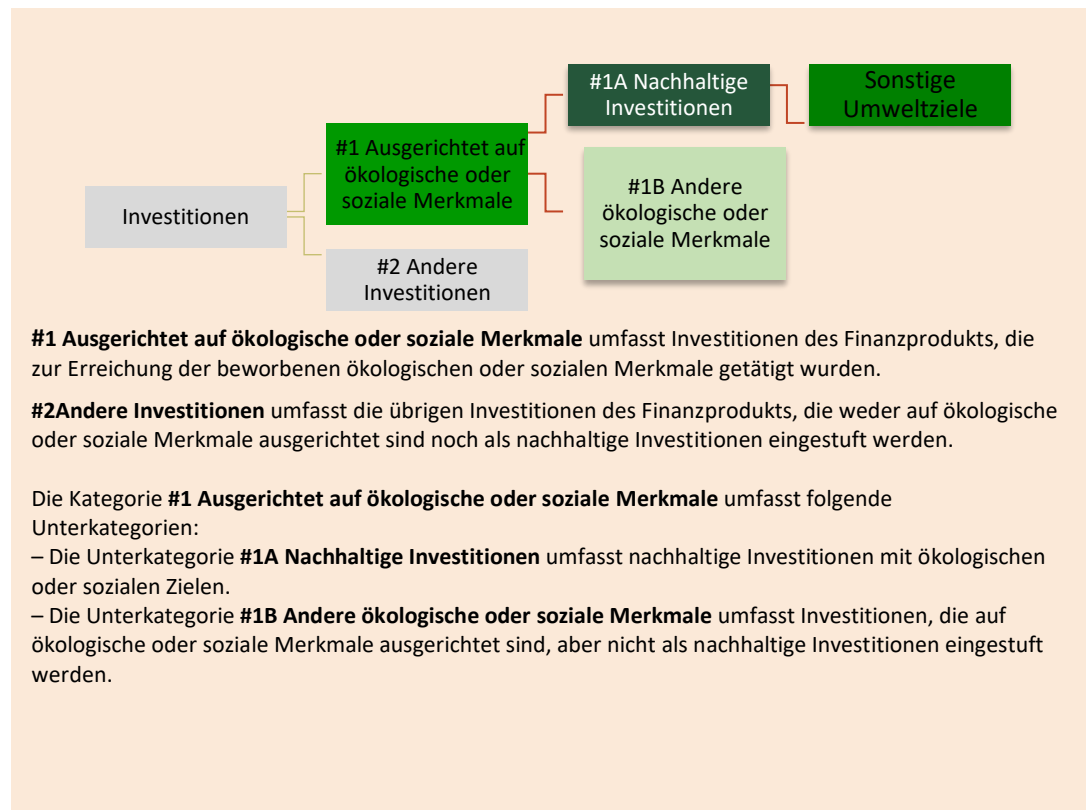 #1A Nachhaltige
Investitionen
Sonstige
Umweltziele
#1 Ausgerichtet auf
ökologische oder
soziale Merkmale
#1B Andere
ökologische oder
soziale Merkmale
Investitionen
#2 Andere
Investitionen
#1 Ausgerichtet auf ökologische oder soziale Merkmale umfasst Investitionen des Finanzprodukts, die
zur Erreichung der beworbenen ökologischen oder sozialen Merkmale getätigt wurden.
#2Andere Investitionen umfasst die übrigen Investitionen des Finanzprodukts, die weder auf ökologische
oder soziale Merkmale ausgerichtet sind noch als nachhaltige Investitionen eingestuft werden.
Die Kategorie #1 Ausgerichtet auf ökologische oder soziale Merkmale umfasst folgende
Unterkategorien:
– Die Unterkategorie #1A Nachhaltige Investitionen umfasst nachhaltige Investitionen mit ökologischen
oder sozialen Zielen.
– Die Unterkategorie #1B Andere ökologische oder soziale Merkmale umfasst Investitionen, die auf
ökologische oder soziale Merkmale ausgerichtet sind, aber nicht als nachhaltige Investitionen eingestuft
werden.